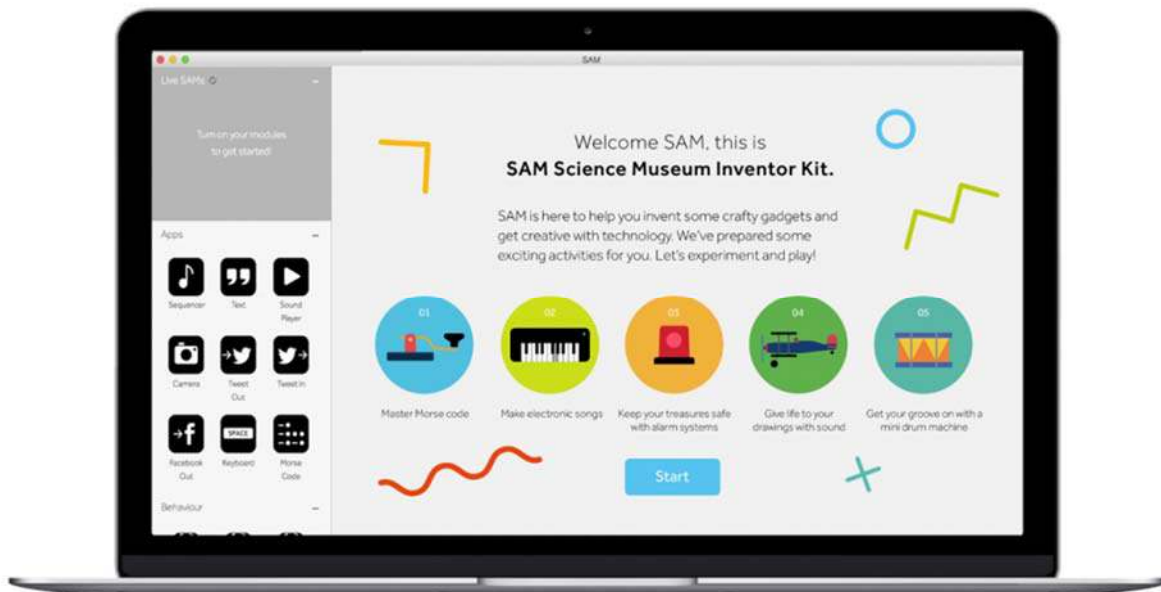 SAM
Live SAMs
Turn on your modules
to get started!
Apps
Sequencer
Text
Sound
Player
Camera
Tweet
Out
Tweet In
Facebook
Out
SPACE
Keyboard
Morse
Code
Behaviour
Welcome SAM, this is
SAM Science Museum Inventor Kit.
SAM is here to help you invent some crafty gadgets and
get creative with technology. We've prepared some
exciting activities for you. Let's experiment and play!
01
Master Morse code
02
Make electronic songs
03
Keep your treasures safe
with alarm systems
04
Give life to your
drawings with sound
05
Get your groove on with a
mini drum machine
Start